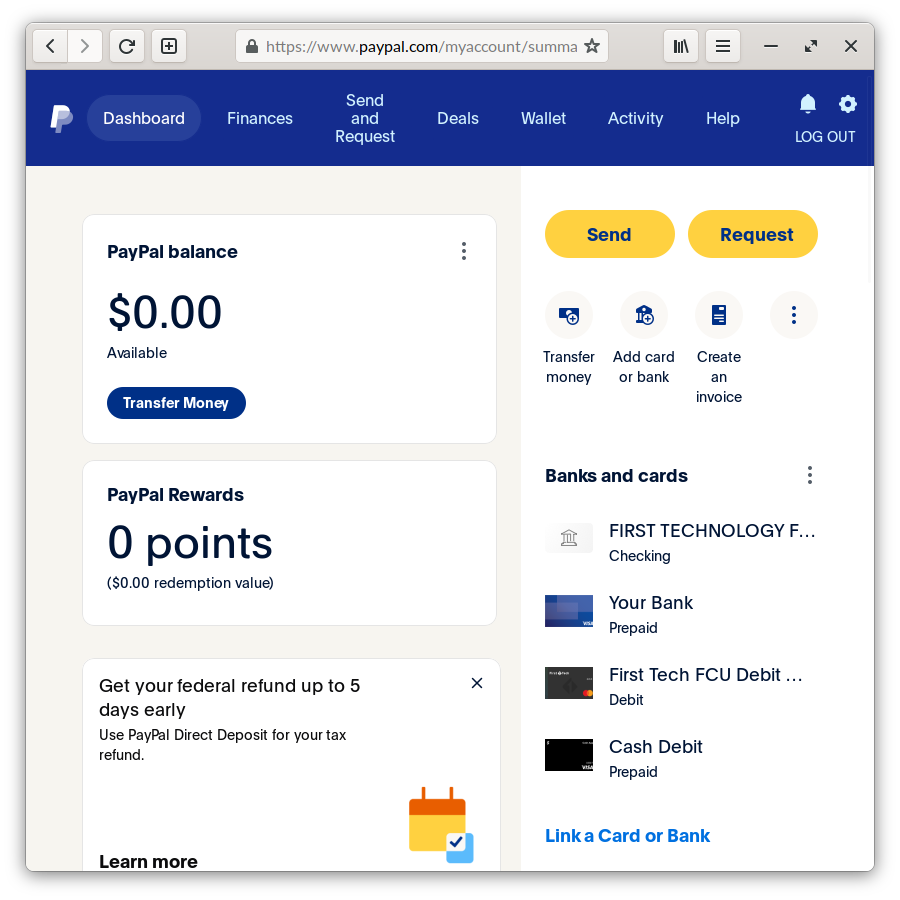 https://www.paypal.com/myaccount/summa
Dashboard
Finances
Send
and
Request
Deals
Wallet
Activity
Help
LOG OUT
PayPal balance
$0.00
Available
Transfer Money
PayPal Rewards
0 points
($0.00 redemption value)
Get your federal refund up to 5
days early
Use PayPal Direct Deposit for your tax
refund.
Learn more
Send
Request
Transfer
money
Add card
or bank
Create
an
invoice
Banks and cards
FIRST TECHNOLOGY F...
Checking
Your Bank
Prepaid
VISA
First Tech FCU Debit ...
Debit
Cash Debit
Prepaid
VISA
Link a Card or Bank